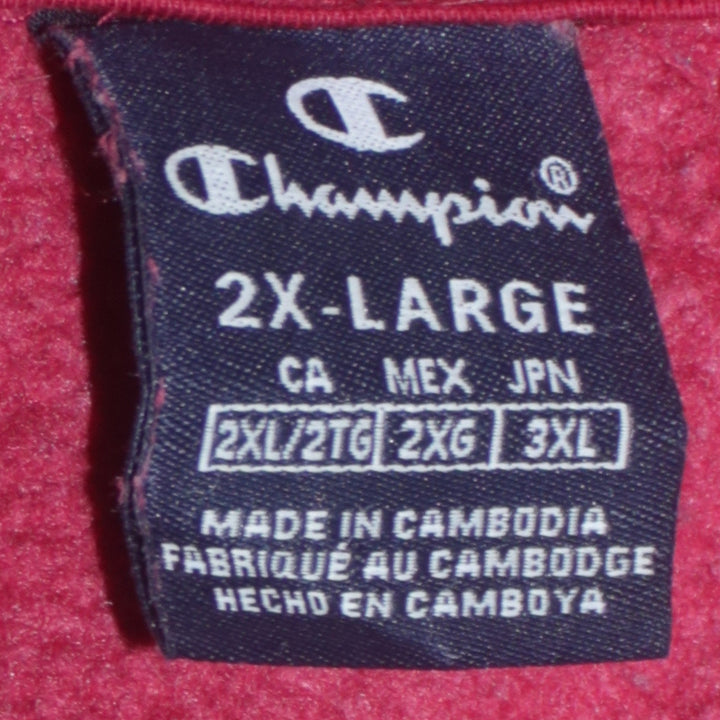 Champion®
2X-LARGE
CA MEX JPN
2XL/2TG 2XG 3XL
MADE IN CAMBODIA
FABRIQUÉ AU CAMBODGE
HECHO EN CAMBOYA